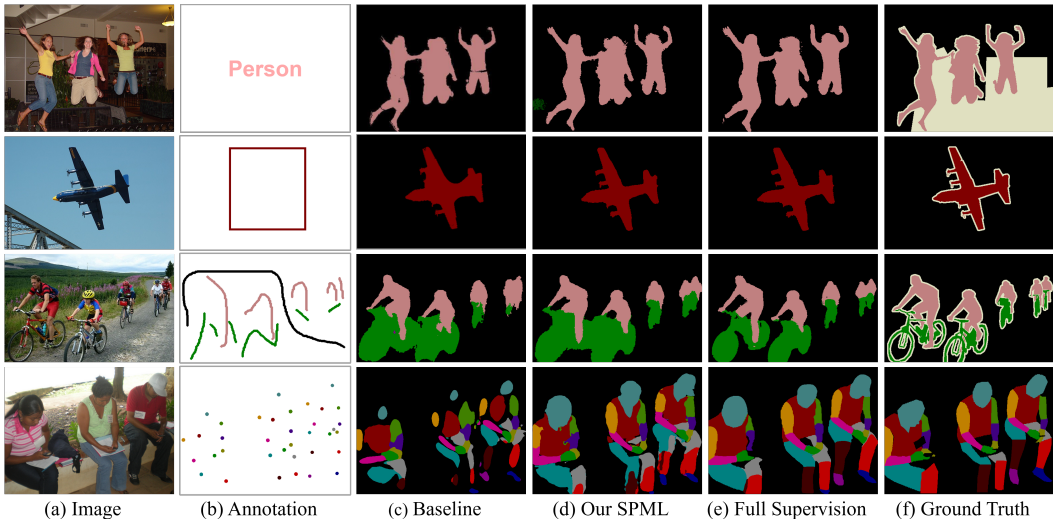 Person
(a) Image (b) Annotation (c) Baseline (d) Our SPML (e) Full Supervision (f) Ground Truth